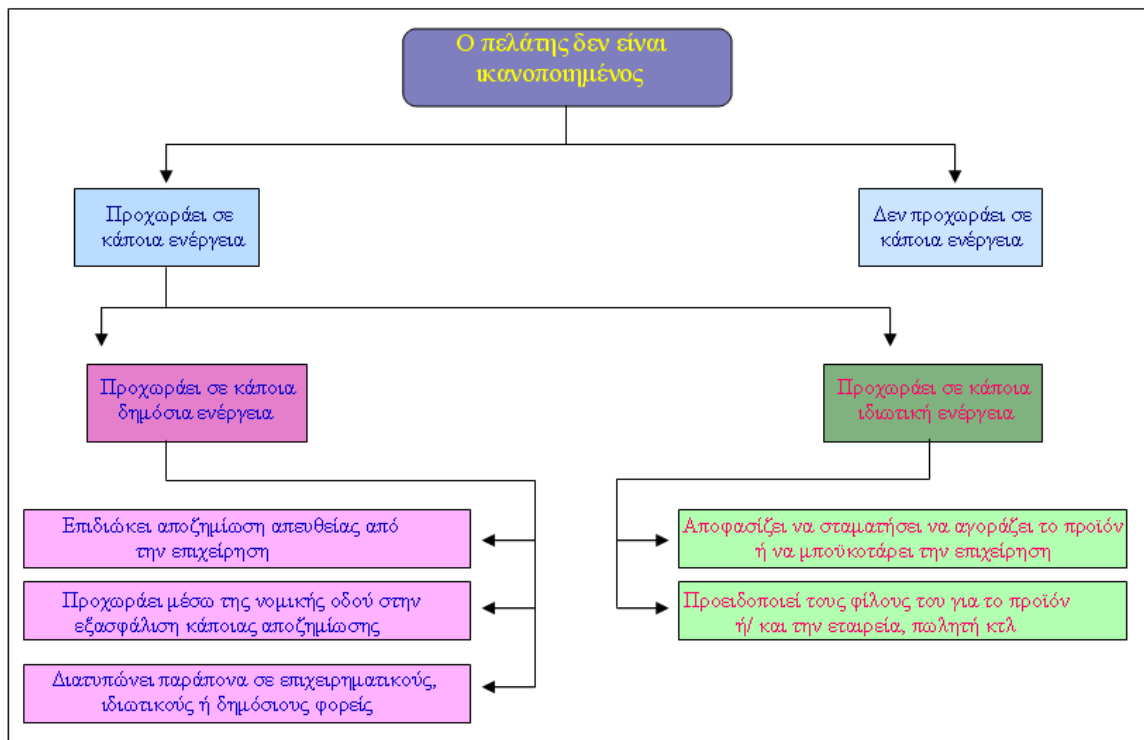 Ο πελάτης δεν είναι
ικανοποιημένος
Προχωράει σε
κάποια ενέργεια
Δεν προχωράει σε
κάποια ενέργεια
Προχωράει σε κάποια
δημόσια ενέργεια
Προχωράει σε κάποια
ιδιωτική ενέργεια
Επιδιώκει αποζημίωση απευθείας από
την επιχείρηση
Προχωράει μέσω της νομικής οδού στην
εξασφάλιση κάποιας αποζημίωσης
Διατυπώνει παράπονα σε επιχειρηματικούς,
ιδιωτικούς ή δημόσιους φορείς
Αποφασίζει να σταματήσει να αγοράζει το προϊόν
ή να μποϋκοτάρει την επιχείρηση
Προειδοποιεί τους φίλους του για το προϊόν
ή/ και την εταιρεία, πωλητή κτλ